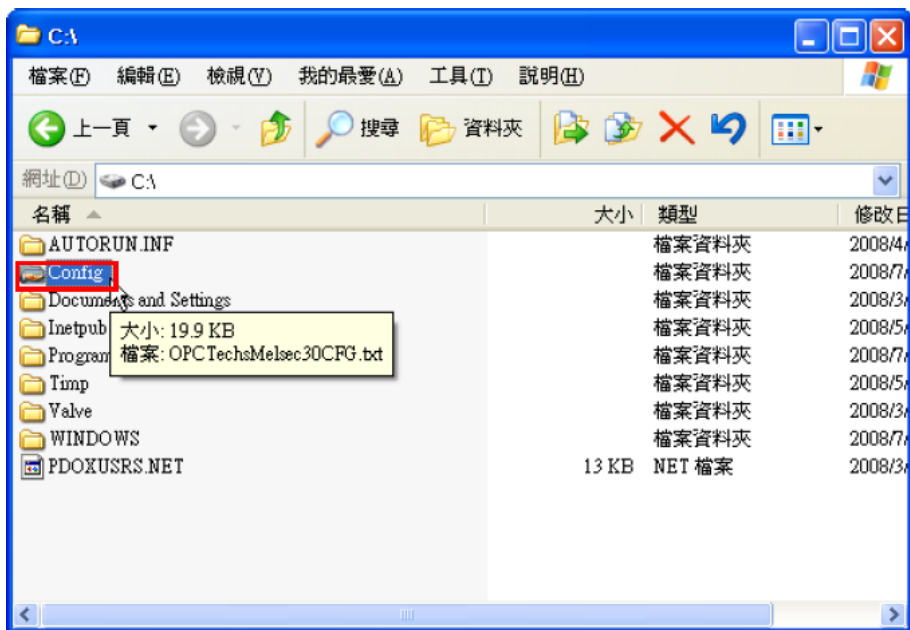 C:\
檔案(F) 編輯(E) 檢視(V) 我的最愛(A) 工具(T) 說明(H)
上一頁 搜尋 資料夾
網址(D) C:\
名稱 大小 類型 修改日
AUTORUN.INF 檔案資料夾 2008/4/
Config 檔案資料夾 2008/7/
Documents and Settings 檔案資料夾 2008/3/
Inetpub 檔案資料夾 2008/5/
Program 檔案資料夾 2008/7/
大小: 19.9 KB
檔案: OPCTechsMelsec30CFG.txt
Timp 檔案資料夾 2008/5/
Valve 檔案資料夾 2008/3/
WINDOWS 檔案資料夾 2008/7/
PDOXUSRS.NET 13 KB NET 檔案 2008/3/